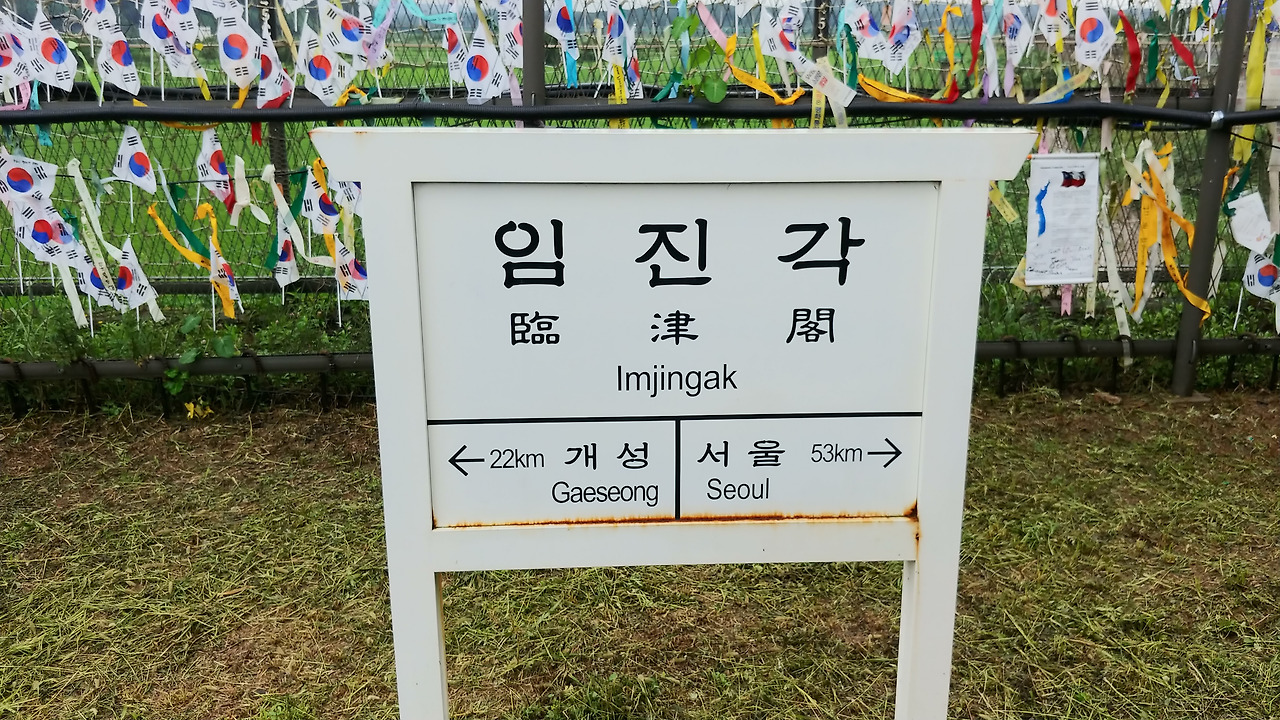 임 진 각
臨 津 閣
Imjingak
← 22km 개 성
Gaeseong
서 울 53km →
Seoul